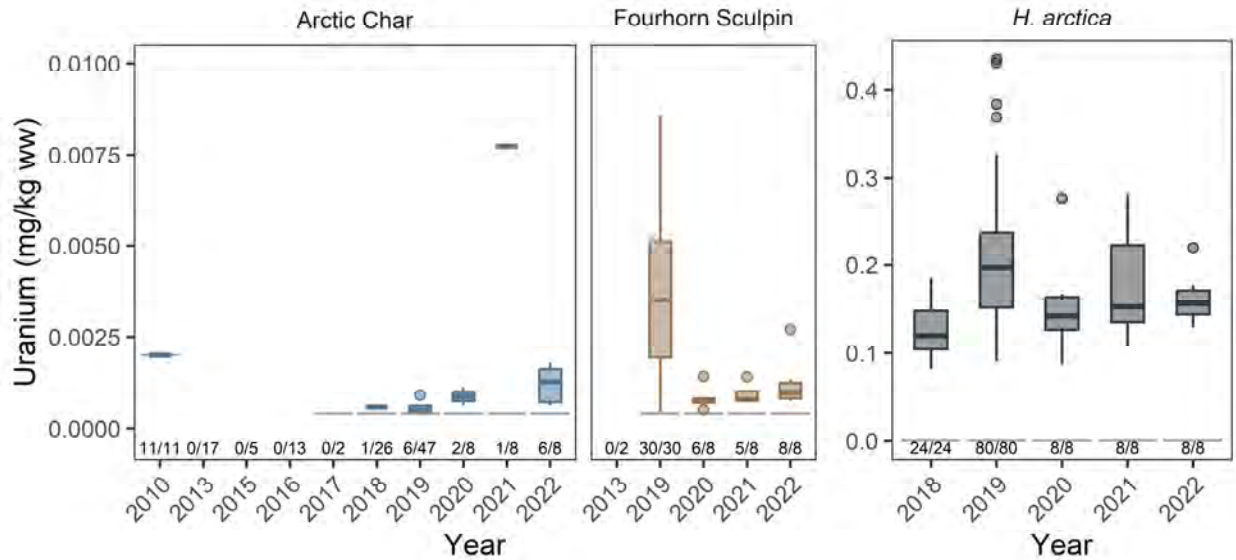 Arctic Char
Fourhorn Sculpin
H. arctica
Uranium (mg/kg ww)
0.0100
0.0075
0.0050
0.0025
0.0000
11/11 0/17 0/5 0/13 0/2 1/26 6/47 2/8 1/8 6/8
2010 2013 2015 2016 2017 2018 2019 2020 2021 2022
Year
0/2 30/30 6/8 5/8 8/8
2013 2019 2020 2021 2022
0.4
0.3
0.2
0.1
0.0
24/24 80/80 8/8 8/8 8/8
2018 2019 2020 2021 2022
Year